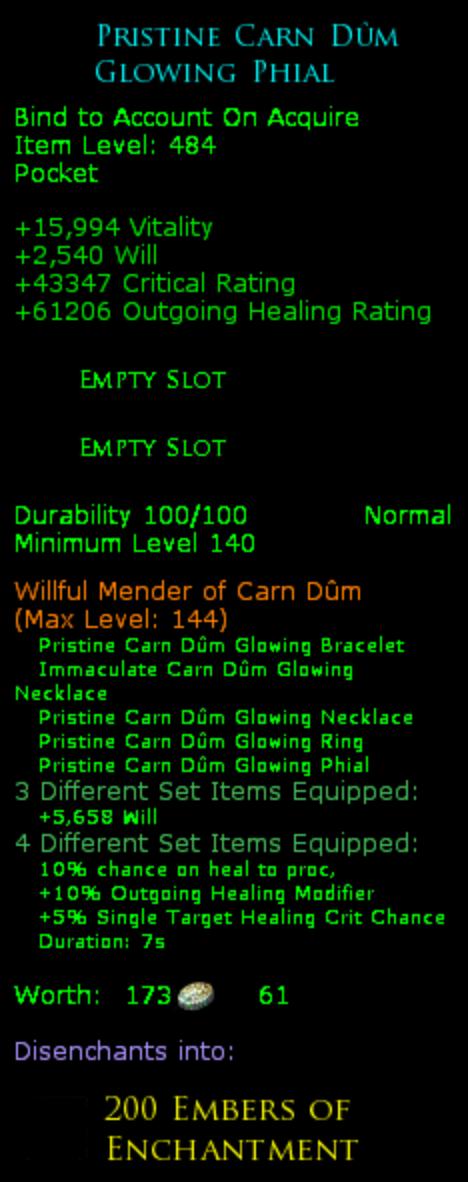 Pristine Carn Dûm
Glowing Phial
Bind to Account On Acquire
Item Level: 484
Pocket
+15,994 Vitality
+2,540 Will
+43347 Critical Rating
+61206 Outgoing Healing Rating
Empty Slot
Empty Slot
Durability 100/100 Normal
Minimum Level 140
Willful Mender of Carn Dûm
(Max Level: 144)
Pristine Carn Dûm Glowing Bracelet
Immaculate Carn Dûm Glowing
Necklace
Pristine Carn Dûm Glowing Necklace
Pristine Carn Dûm Glowing Ring
Pristine Carn Dûm Glowing Phial
3 Different Set Items Equipped:
+5,658 Will
4 Different Set Items Equipped:
10% chance on heal to proc,
+10% Outgoing Healing Modifier
+5% Single Target Healing Crit Chance
Duration: 7s
Worth: 173 61
Disenchants into:
200 Embers of
Enchantment